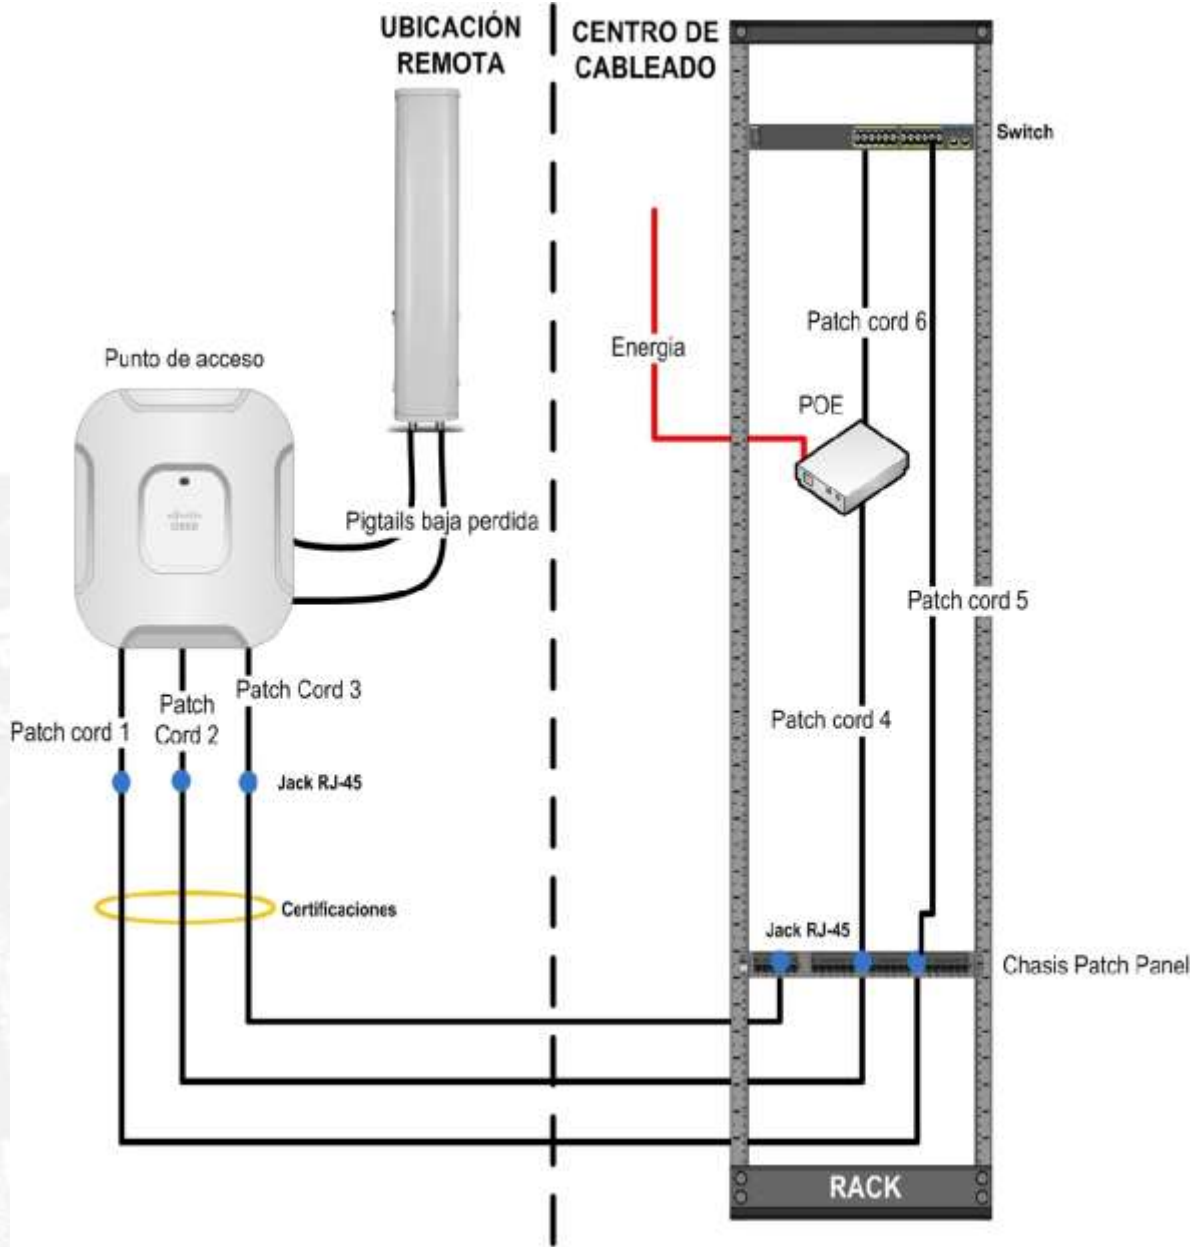 UBICACIÓN
REMOTA
CENTRO DE
CABLEADO
Switch
Patch cord 6
Energia
Punto de acceso
POE
Pigtails baja perdida
Patch cord 5
Patch Cord 3
Patch
Cord 2
Patch cord 1
Patch cord 4
Jack RJ-45
Certificaciones
Jack RJ-45
Chasis Patch Panel
RACK